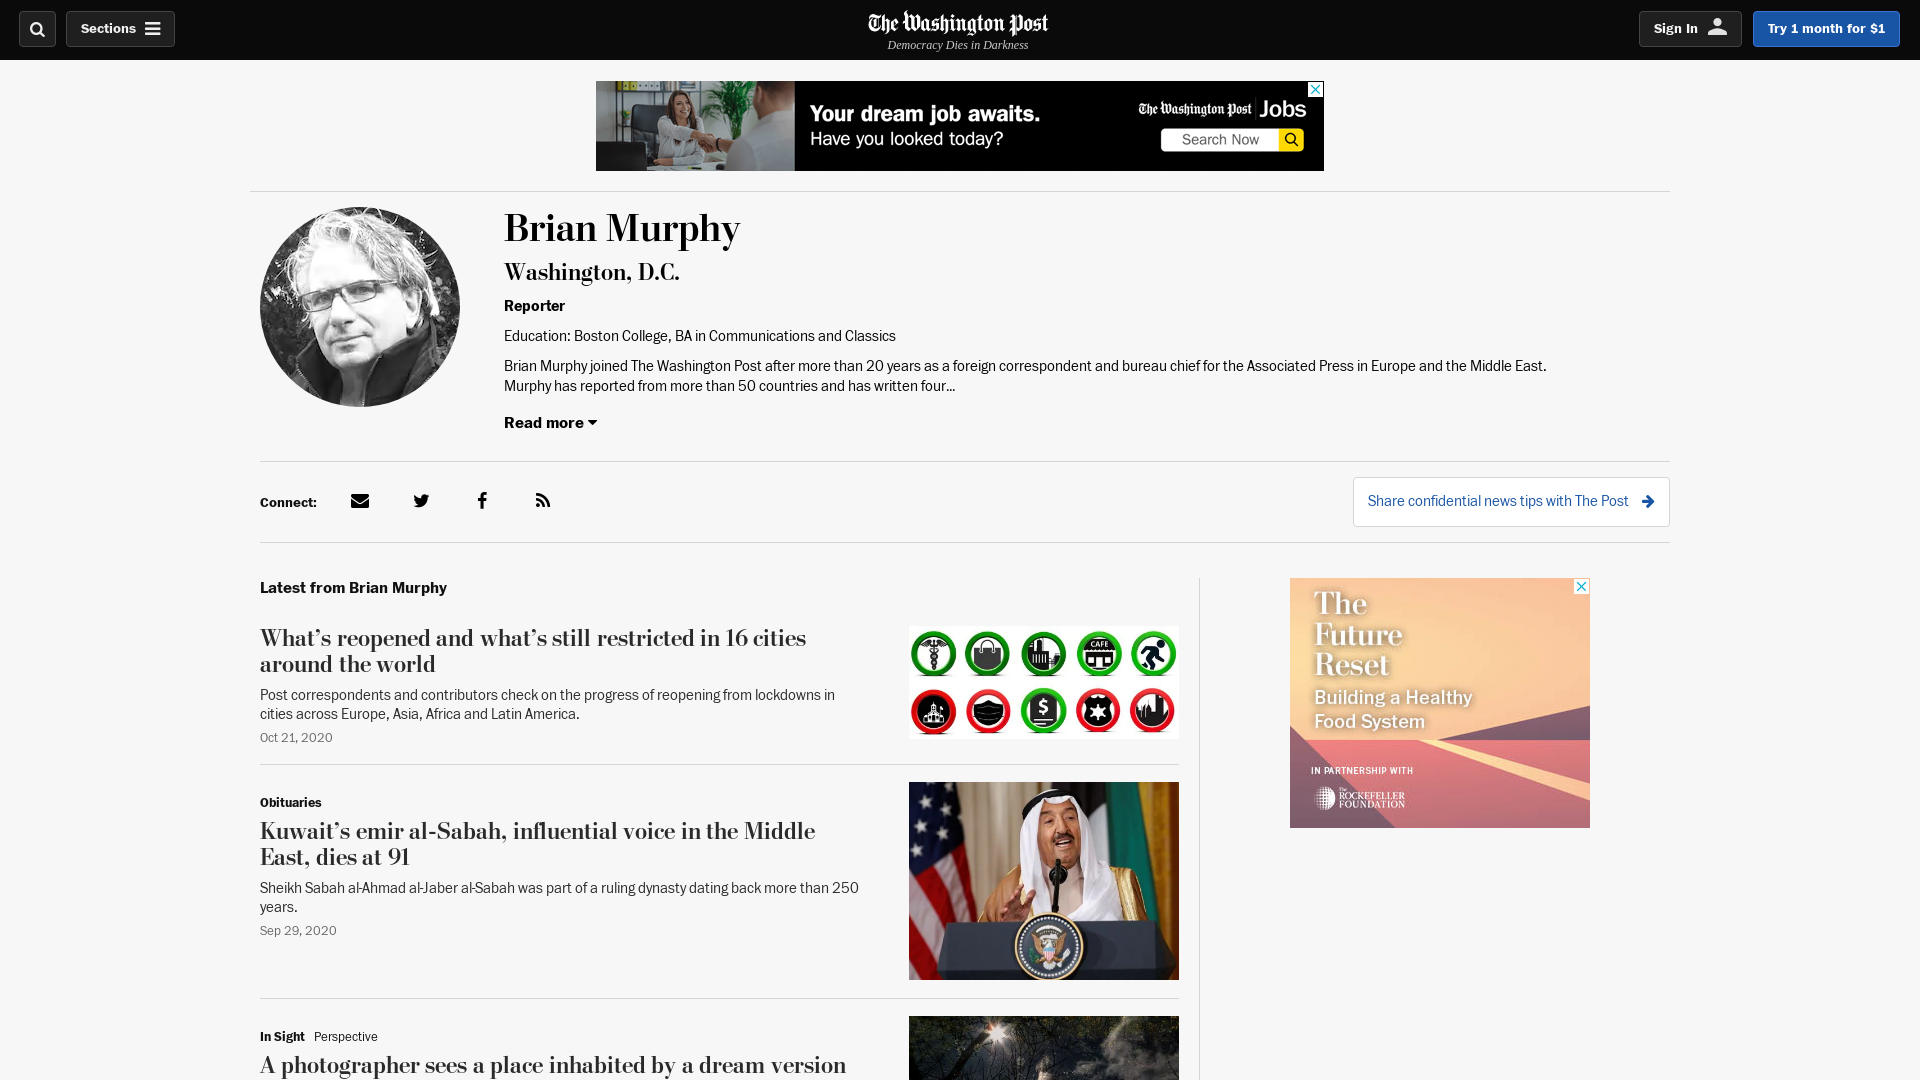 Sections
The Washington Post
Democracy Dies in Darkness
Sign In
Try 1 month for $1
Your dream job awaits.
Have you looked today?
The Washington Post Jobs
Search Now
Brian Murphy
Washington, D.C.
Reporter
Education: Boston College, BA in Communications and Classics
Brian Murphy joined The Washington Post after more than 20 years as a foreign correspondent and bureau chief for the Associated Press in Europe and the Middle East.
Murphy has reported from more than 50 countries and has written four...
Read more
Connect:
Share confidential news tips with The Post
Latest from Brian Murphy
What’s reopened and what’s still restricted in 16 cities
around the world
Post correspondents and contributors check on the progress of reopening from lockdowns in
cities across Europe, Asia, Africa and Latin America.
Oct 21, 2020
CAFE
$
Obituaries
Kuwait’s emir al-Sabah, influential voice in the Middle
East, dies at 91
Sheikh Sabah al-Ahmad al-Jaber al-Sabah was part of a ruling dynasty dating back more than 250
years.
Sep 29, 2020
In Sight Perspective
A photographer sees a place inhabited by a dream version
The
Future
Reset
Building a Healthy
Food System
IN PARTNERSHIP WITH
The
ROCKEFELLER
FOUNDATION